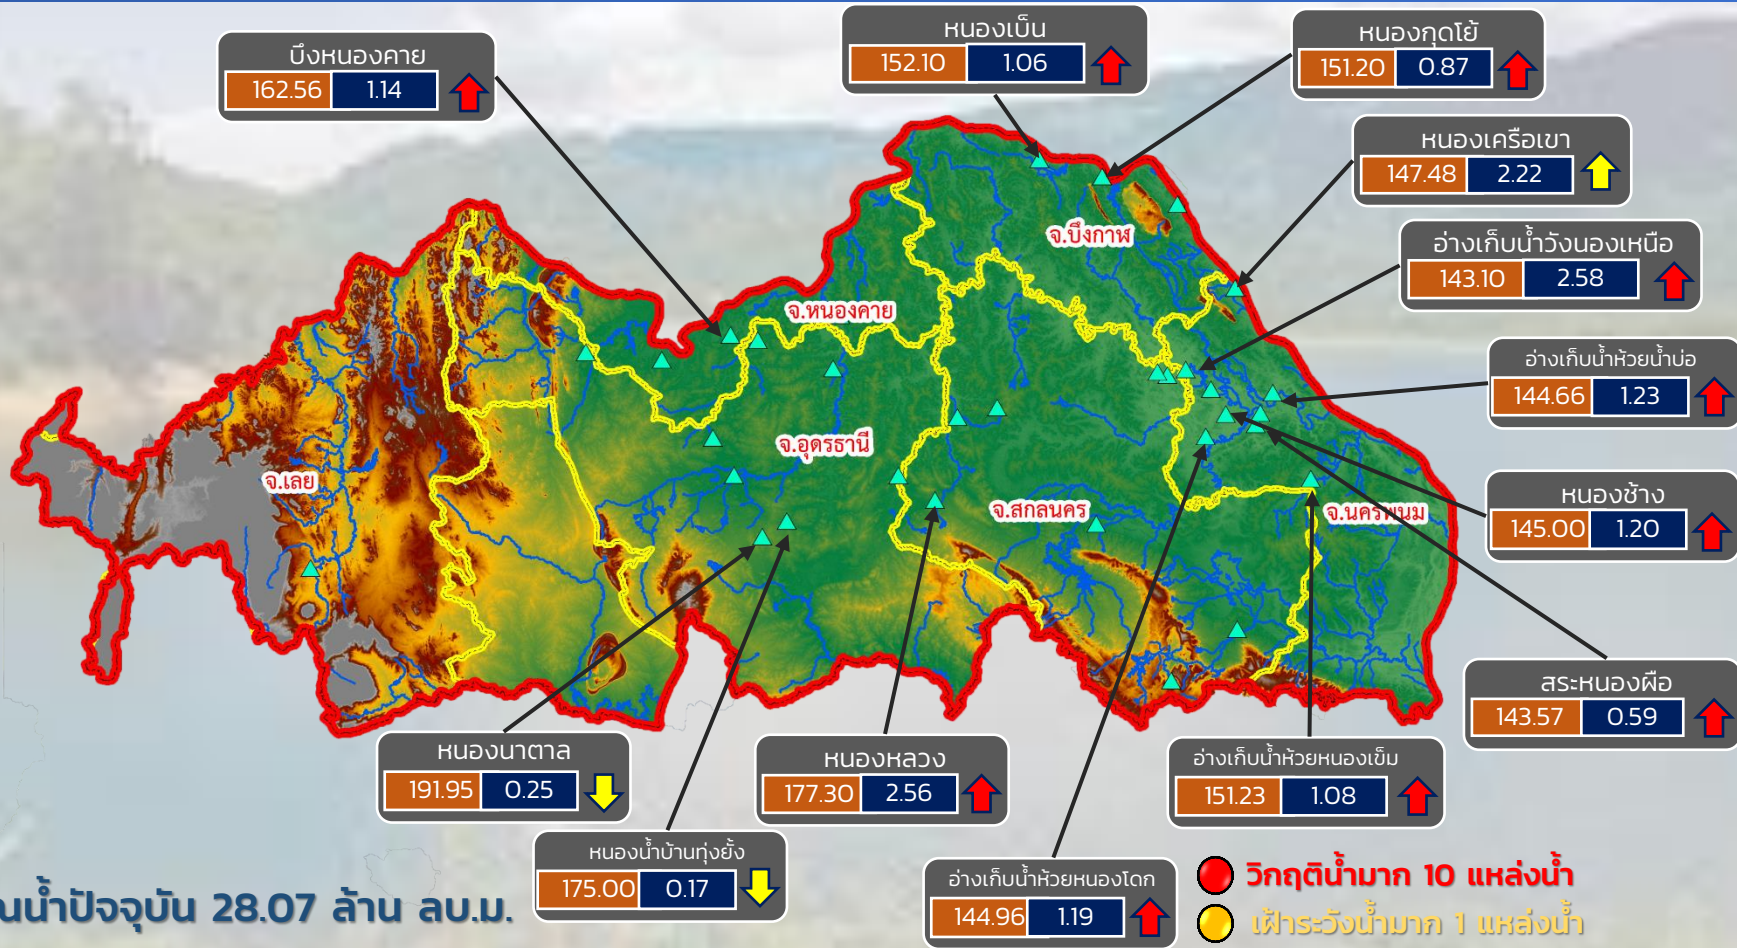 บึงหนองคาย
162.56 1.14
หนองเบ็น
152.10 1.06
หนองกุดโย้
151.20 0.87
หนองเครือเขา
147.48 2.22
อ่างเก็บน้ำวังนองเหนือ
143.10 2.58
อ่างเก็บน้ำห้วยน้ำบ่อ
144.66 1.23
หนองช้าง
145.00 1.20
สระหนองผือ
143.57 0.59
จ.บึงกาฬ
จ.หนองคาย
จ.อุดรธานี
จ.เลย
จ.สกลนคร
จ.นครพนม
หนองนาตาล
191.95 0.25
หนองหลวง
177.30 2.56
อ่างเก็บน้ำห้วยหนองเข็ม
151.23 1.08
หนองน้ำบ้านทุ่งยั้ง
175.00 0.17
อ่างเก็บน้ำห้วยหนองโดก
144.96 1.19
ณน้ำปัจจุบัน 28.07 ล้าน ลบ.ม.
วิกฤติน้ำมาก 10 แหล่งน้ำ
เฝ้าระวังน้ำมาก 1 แหล่งน้ำ